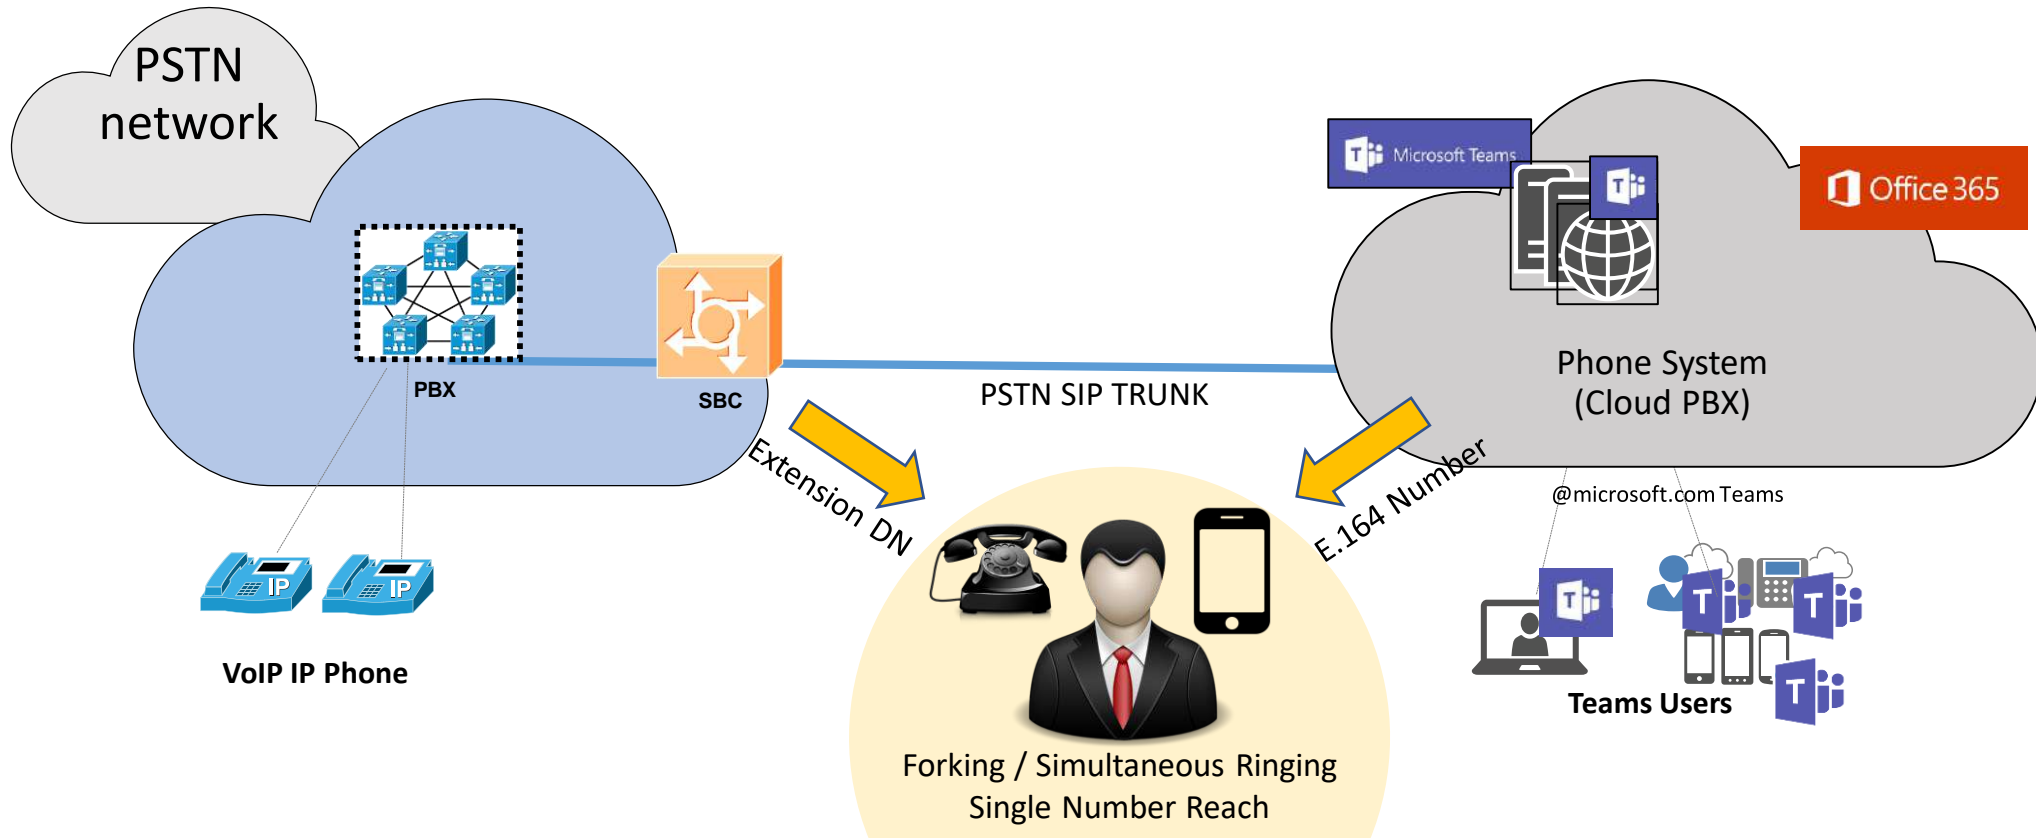 PSTN
network
Microsoft Teams
Office 365
PBX
SBC
PSTN SIP TRUNK
Phone System
(Cloud PBX)
Extension DN
E.164 Number
@microsoft.com Teams
IP
IP
VoIP IP Phone
Teams Users
Forking / Simultaneous Ringing
Single Number Reach
T
T
T
T
T
T